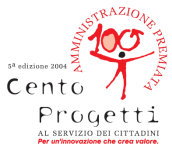 AMMINISTRAZIONE PREMIATA
100
5ª edizione 2004
Cento
Progetti
AL SERVIZIO DEI CITTADINI
Per un'innovazione che crea valore.